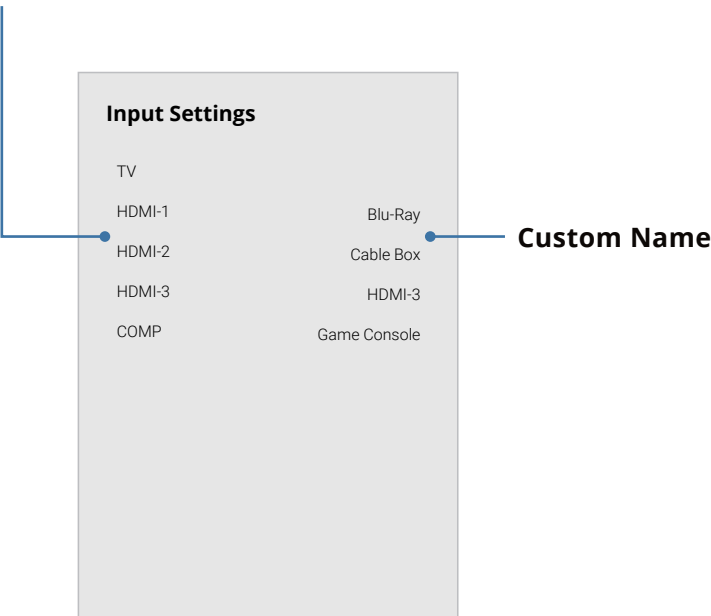 Input Settings
TV
HDMI-1 Blu-Ray
HDMI-2 Cable Box
HDMI-3 HDMI-3
COMP Game Console
Custom Name